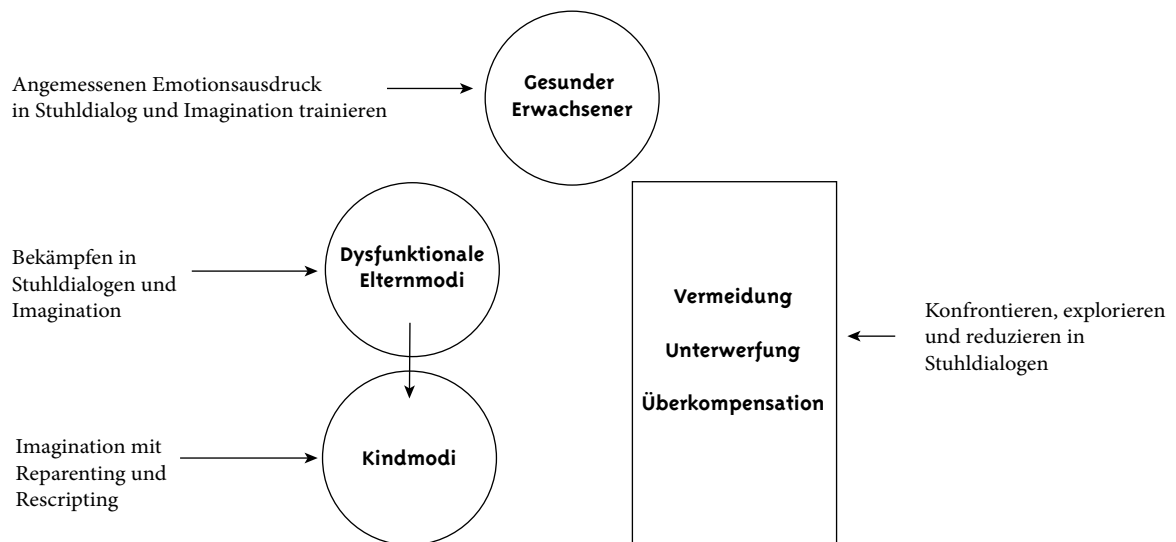 Angemessenen Emotionsausdruck
in Stuhldialog und Imagination trainieren
Gesunder
Erwachsener
Bekämpfen in
Stuhldialogen und
Imagination
Dysfunktionale
Elternmodi
Vermeidung
Unterwerfung
Überkompensation
Konfrontieren, explorieren
und reduzieren in
Stuhldialogen
Imagination mit
Reparenting und
Rescripting
Kindmodi